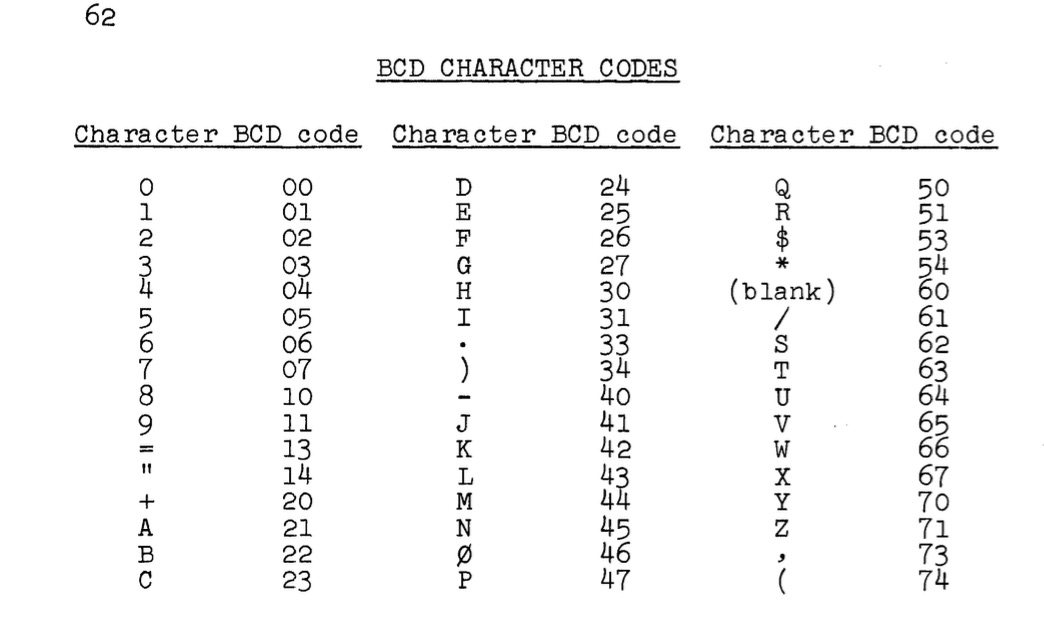 62
BCD CHARACTER CODES
Character BCD code Character BCD code Character BCD code
0 00 D 24 Q 50
1 01 E 25 R 51
2 02 F 26 $ 53
3 03 G 27 * 54
4 04 H 30 (blank) 60
5 05 I 31 / 61
6 06 . 33 S 62
7 07 ) 34 T 63
8 10 - 40 U 64
9 11 J 41 V 65
= 13 K 42 W 66
" 14 L 43 X 67
+ 20 M 44 Y 70
A 21 N 45 Z 71
B 22 Ø 46 , 73
C 23 P 47 ( 74